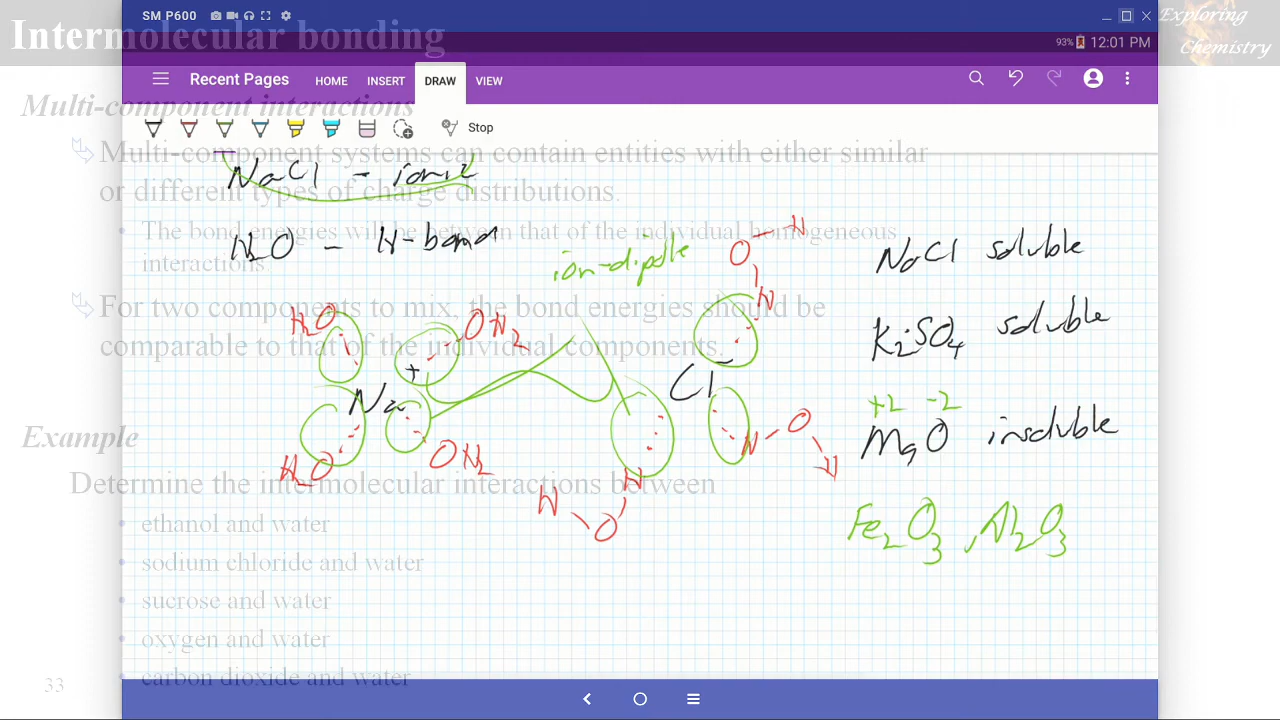 SM P600
Exploring
Chemistry
Intermolecular bonding
93% 12:01 PM
Recent Pages HOME INSERT DRAW VIEW
Stop
Multi-component interactions
Multi-component systems can contain entities with either similar
or different types of charge distributions.
The bond energies will be between that of the individual homogeneous
interactions.
For two components to mix, the bond energies should be
comparable to that of the individual components.
Example
Determine the intermolecular interactions between
• ethanol and water
• sodium chloride and water
• sucrose and water
• oxygen and water
• carbon dioxide and water
33
NaCl - ionic
H2O - H-bond
ion-dipole
H2O
OH2
Na+
H2O
OH2
O-H
H
Cl-
H-O
H
H
H
O
NaCl soluble
K2SO4 soluble
+2 -2
MgO insoluble
Fe2O3, Al2O3